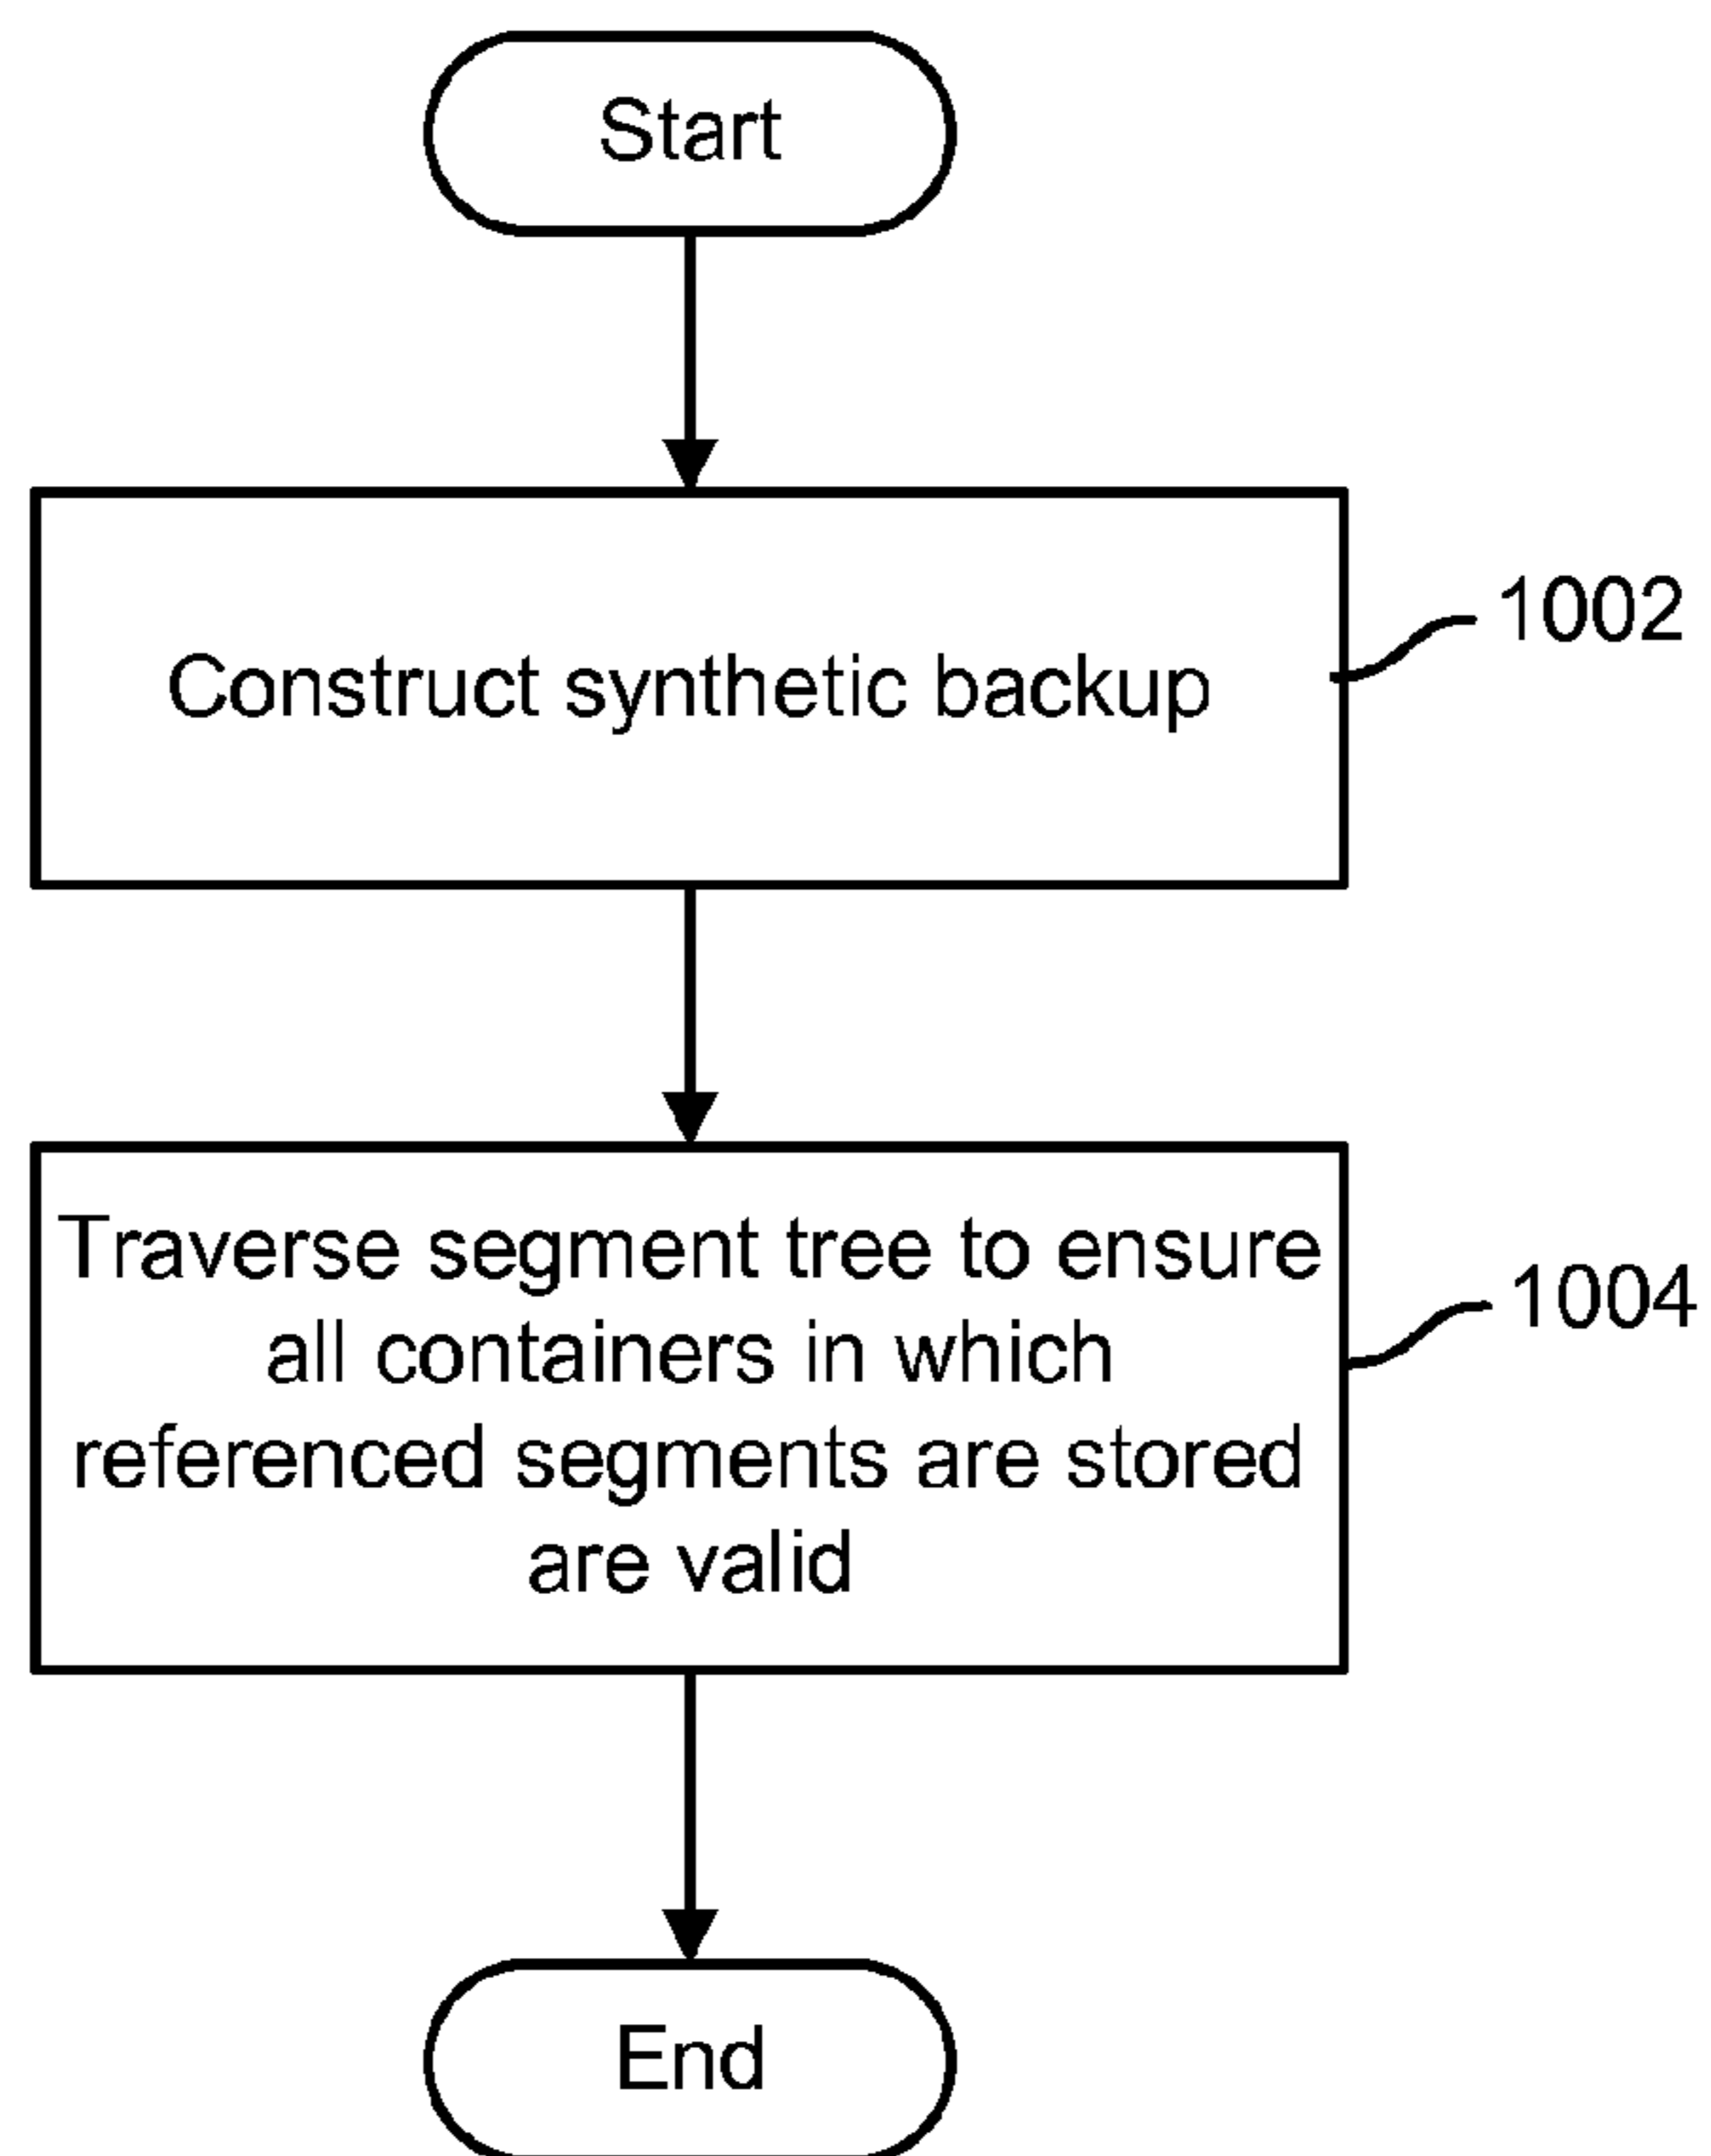 Start
Construct synthetic backup
1002
Traverse segment tree to ensure
all containers in which
referenced segments are stored
are valid
1004
End